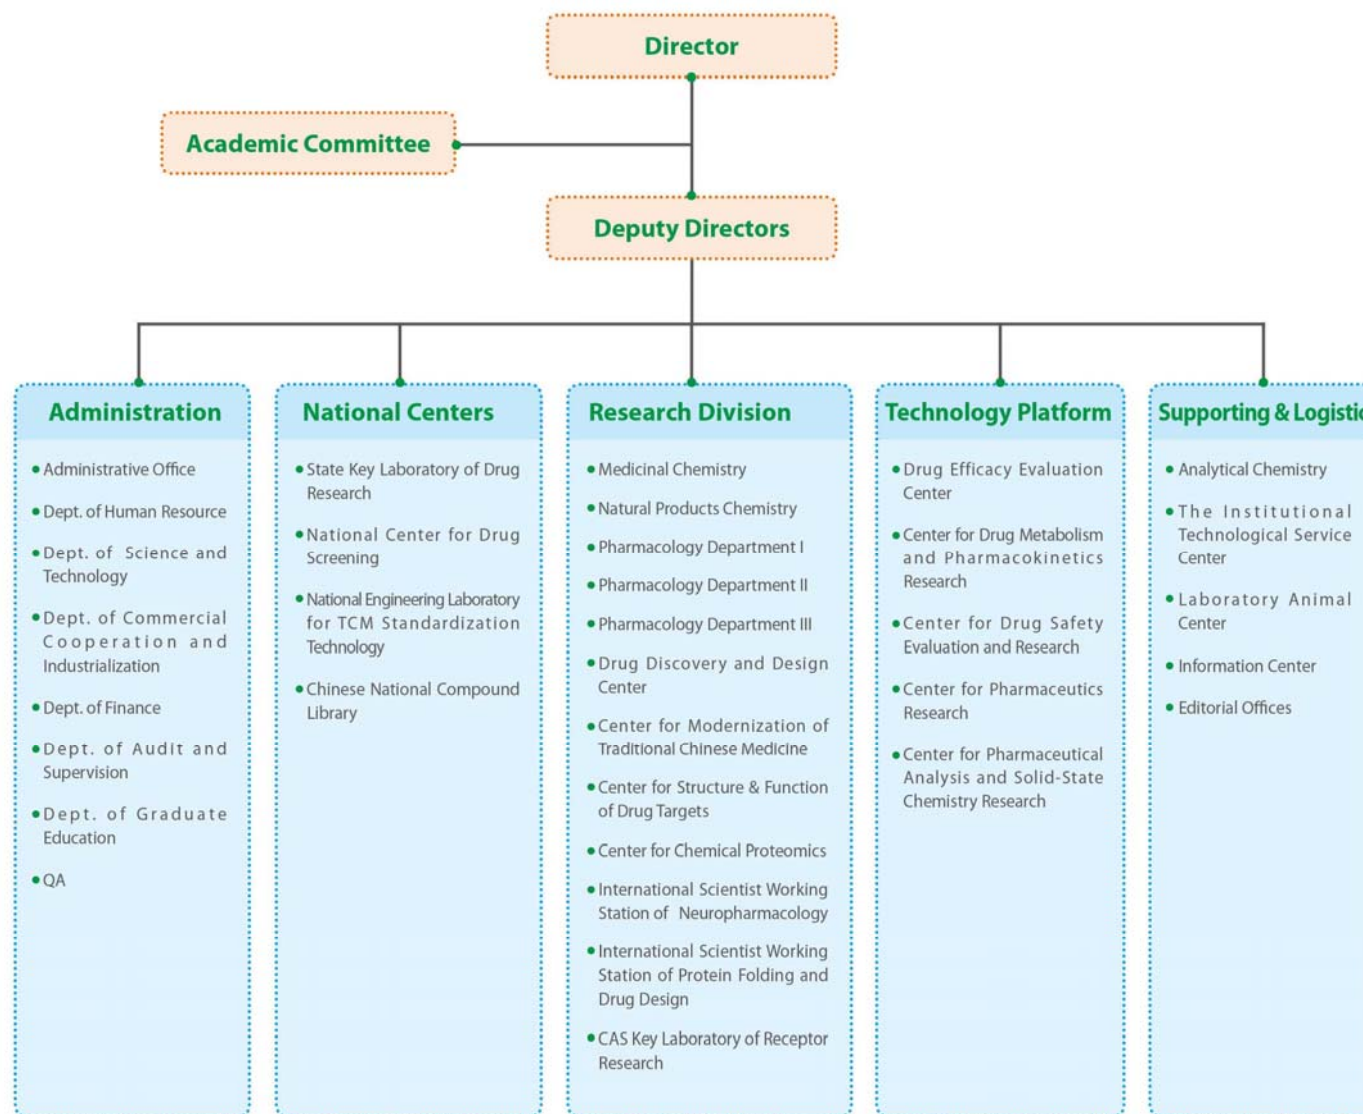 Director
Academic Committee
Deputy Directors
Administration
• Administrative Office
• Dept. of Human Resource
• Dept. of Science and
Technology
• Dept. of Commercial
Cooperation and
Industrialization
• Dept. of Finance
• Dept. of Audit and
Supervision
• Dept. of Graduate
Education
• QA
National Centers
• State Key Laboratory of Drug
Research
• National Center for Drug
Screening
• National Engineering Laboratory
for TCM Standardization
Technology
• Chinese National Compound
Library
Research Division
• Medicinal Chemistry
• Natural Products Chemistry
• Pharmacology Department I
• Pharmacology Department II
• Pharmacology Department III
• Drug Discovery and Design
Center
• Center for Modernization of
Traditional Chinese Medicine
• Center for Structure & Function
of Drug Targets
• Center for Chemical Proteomics
• International Scientist Working
Station of Neuropharmacology
• International Scientist Working
Station of Protein Folding and
Drug Design
• CAS Key Laboratory of Receptor
Research
Technology Platform
• Drug Efficacy Evaluation
Center
• Center for Drug Metabolism
and Pharmacokinetics
Research
• Center for Drug Safety
Evaluation and Research
• Center for Pharmaceutics
Research
• Center for Pharmaceutical
Analysis and Solid-State
Chemistry Research
Supporting & Logistic
• Analytical Chemistry
• The Institutional
Technological Service
Center
• Laboratory Animal
Center
• Information Center
• Editorial Offices